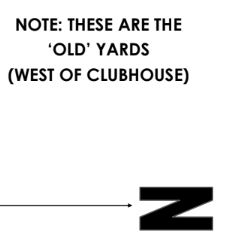 NOTE: THESE ARE THE
‘OLD’ YARDS
(WEST OF CLUBHOUSE)
N